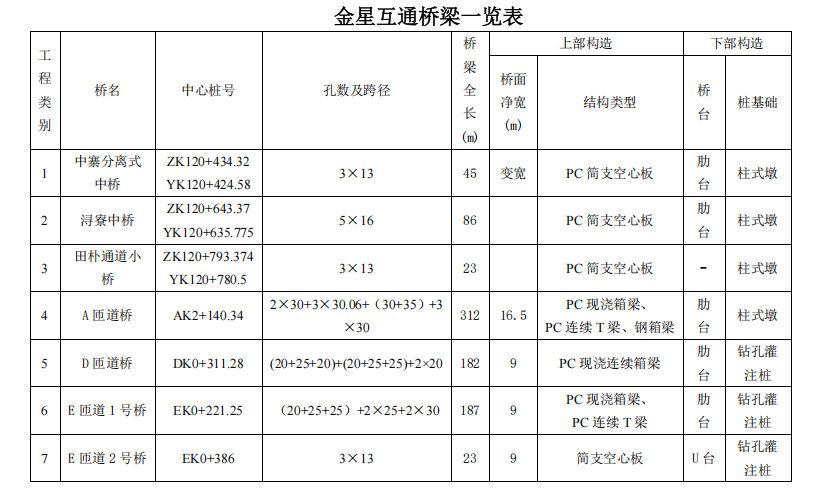 金星互通桥梁一览表
工程类别 桥名 中心桩号 孔数及跨径 桥梁全长(m) 上部构造 下部构造
桥面净宽(m) 结构类型 桥台 桩基础
1 中寨分离式中桥 ZK120+434.32 YK120+424.58 3×13 45 变宽 PC 简支空心板 肋台 柱式墩
2 浔寮中桥 ZK120+643.37 YK120+635.775 5×16 86 PC 简支空心板 肋台 柱式墩
3 田朴通道小桥 ZK120+793.374 YK120+780.5 3×13 23 PC 简支空心板 - 柱式墩
4 A 匝道桥 AK2+140.34 2×30+3×30.06+（30+35）+3×30 312 16.5 PC 现浇箱梁、PC 连续 T 梁、钢箱梁 肋台 柱式墩
5 D 匝道桥 DK0+311.28 (20+25+20)+(20+25+25)+2×20 182 9 PC 现浇连续箱梁 肋台 钻孔灌注桩
6 E 匝道 1 号桥 EK0+221.25 （20+25+25）+2×25+2×30 187 9 PC 现浇箱梁、PC 连续 T 梁 肋台 钻孔灌注桩
7 E 匝道 2 号桥 EK0+386 3×13 23 9 简支空心板 U 台 钻孔灌注桩